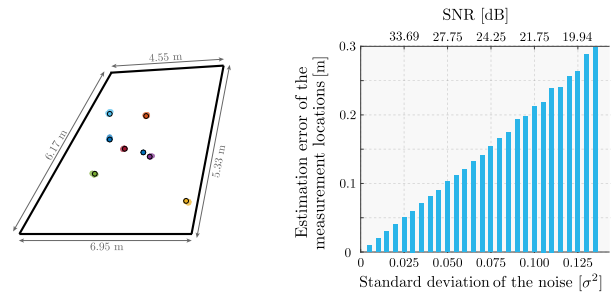 4.55 m
6.17 m
5.33 m
6.95 m
SNR [dB]
33.69 27.75 24.25 21.75 19.94
Estimation error of the
measurement locations [m]
0.3
0.2
0.1
0
0 0.025 0.050 0.075 0.100 0.125
Standard deviation of the noise [σ²]